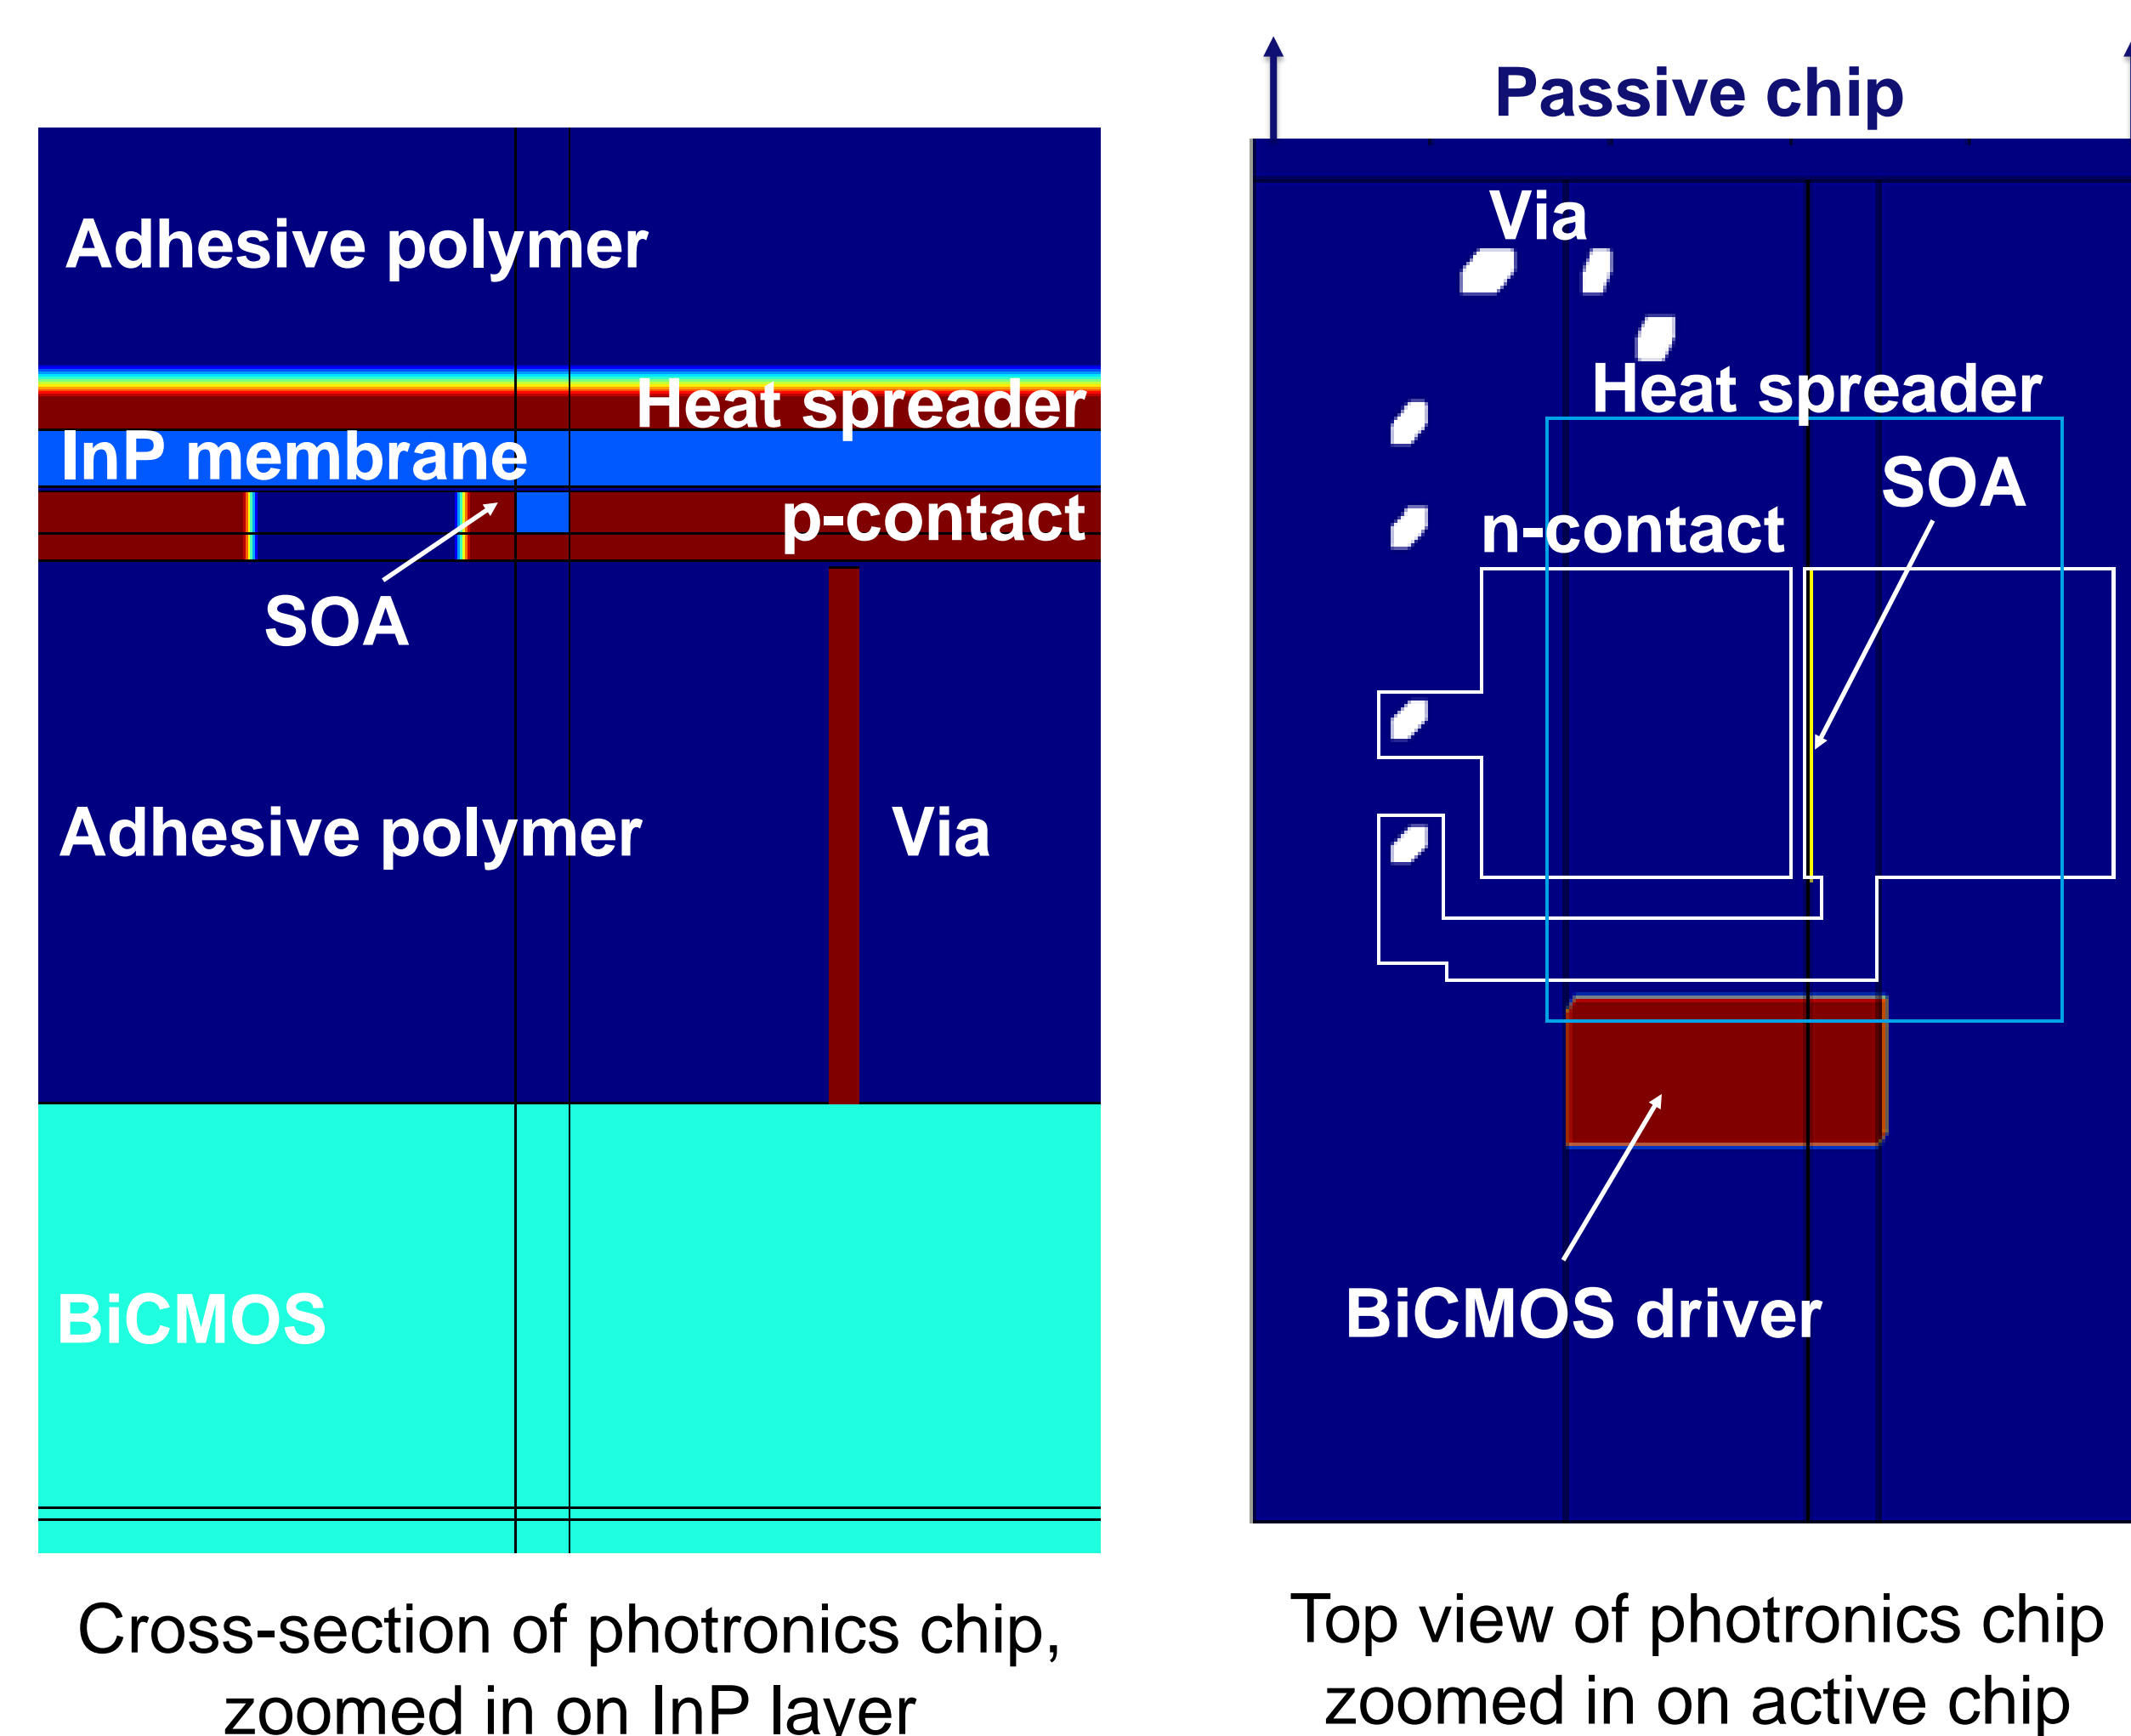 Adhesive polymer
Heat spreader
InP membrane
p-contact
SOA
Adhesive polymer
Via
BiCMOS
Cross-section of photronics chip,
zoomed in on InP layer
Passive chip
Via
Heat spreader
SOA
n-contact
BiCMOS driver
Top view of photronics chip
zoomed in on active chip